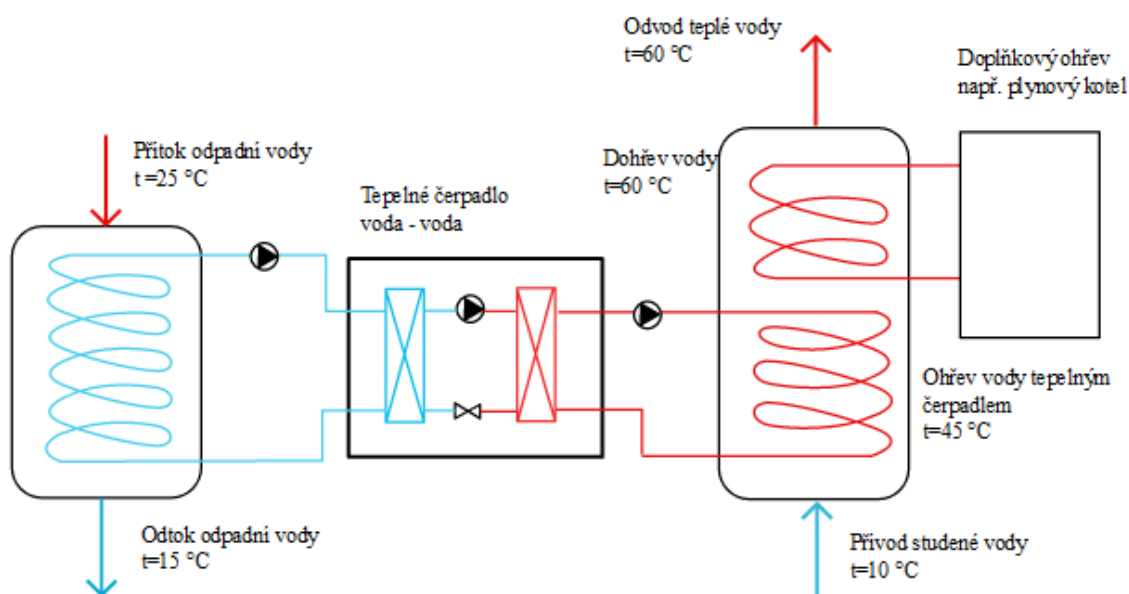 Odvod teplé vody
t=60 °C
Doplňkový ohřev
např. plynový kotel
Přítok odpadní vody
t =25 °C
Dohřev vody
t=60 °C
Tepelné čerpadlo
voda - voda
Ohřev vody tepelným
čerpadlem
t=45 °C
Odtok odpadní vody
t=15 °C
Přívod studené vody
t=10 °C